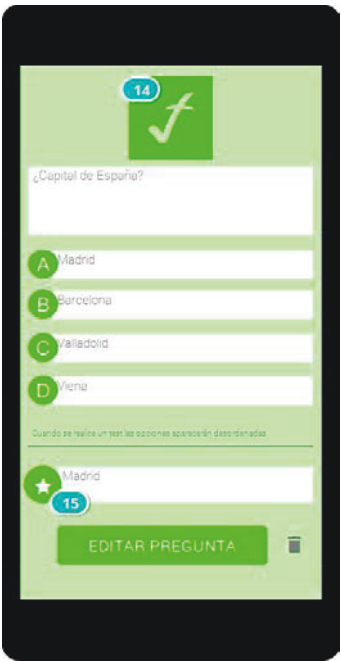 14
¿Capital de España?
A Madrid
B Barcelona
C Valladolid
D Viena
Cuando se realice un test las opciones aparecerán desordenadas
Madrid
15
EDITAR PREGUNTA